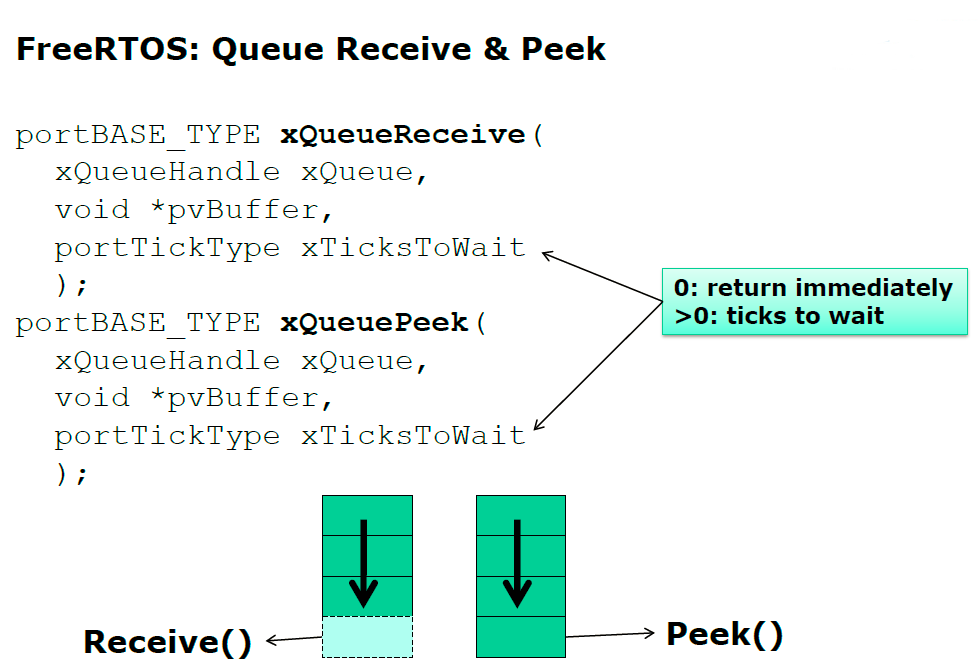 FreeRTOS: Queue Receive & Peek
portBASE_TYPE xQueueReceive(
xQueueHandle xQueue,
void *pvBuffer,
portTickType xTicksToWait
);
0: return immediately
>0: ticks to wait
portBASE_TYPE xQueuePeek(
xQueueHandle xQueue,
void *pvBuffer,
portTickType xTicksToWait
);
Receive()
Peek()